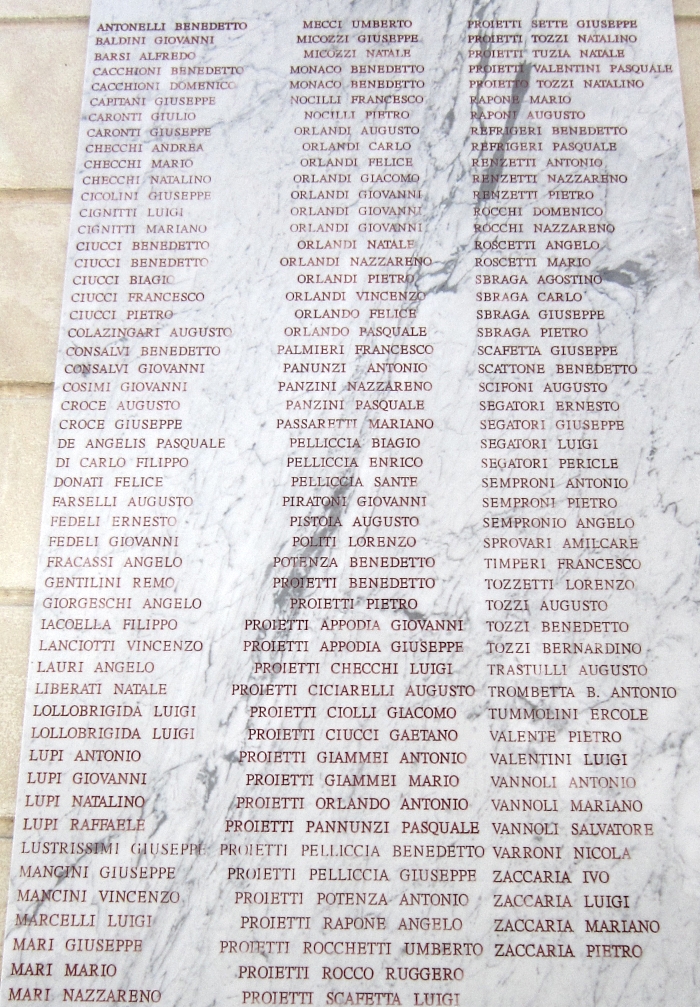 ANTONELLI BENEDETTO
BALDINI GIOVANNI
BARSI ALFREDO
CACCHIONI BENEDETTO
CACCHIONI DOMENICO
CAPITANI GIUSEPPE
CARONTI GIULIO
CARONTI GIUSEPPE
CHECCHI ANDREA
CHECCHI MARIO
CHECCHI NATALINO
CICOLINI GIUSEPPE
CIGNITTI LUIGI
CIGNITTI MARIANO
CIUCCI BENEDETTO
CIUCCI BENEDETTO
CIUCCI BIAGIO
CIUCCI FRANCESCO
CIUCCI PIETRO
COLAZINGARI AUGUSTO
CONSALVI BENEDETTO
CONSALVI GIOVANNI
COSIMI GIOVANNI
CROCE AUGUSTO
CROCE GIUSEPPE
DE ANGELIS PASQUALE
DI CARLO FILIPPO
DONATI FELICE
FARSELLI AUGUSTO
FEDELI ERNESTO
FEDELI GIOVANNI
FRACASSI ANGELO
GENTILINI REMO
GIORGESCHI ANGELO
IACOELLA FILIPPO
LANCIOTTI VINCENZO
LAURI ANGELO
LIBERATI NATALE
LOLLOBRIGIDA LUIGI
LOLLOBRIGIDA LUIGI
LUPI ANTONIO
LUPI GIOVANNI
LUPI NATALINO
LUPI RAFFAELE
LUSTRISSIMI GIUSEPPE
MANCINI GIUSEPPE
MANCINI VINCENZO
MARCELLI LUIGI
MARI GIUSEPPE
MARI MARIO
MARI NAZZARENO
MECCI UMBERTO
MICOZZI GIUSEPPE
MICOZZI NATALE
MONACO BENEDETTO
MONACO BENEDETTO
NOCILLI FRANCESCO
NOCILLI PIETRO
ORLANDI AUGUSTO
ORLANDI CARLO
ORLANDI FELICE
ORLANDI GIACOMO
ORLANDI GIOVANNI
ORLANDI GIOVANNI
ORLANDI GIOVANNI
ORLANDI NATALE
ORLANDI NAZZARENO
ORLANDI PIETRO
ORLANDI VINCENZO
ORLANDO FELICE
ORLANDO PASQUALE
PALMIERI FRANCESCO
PANUNZI ANTONIO
PANZINI NAZZARENO
PANZINI PASQUALE
PASSARETTI MARIANO
PELLICCIA BIAGIO
PELLICCIA ENRICO
PELLICCIA SANTE
PIRATONI GIOVANNI
PISTOIA AUGUSTO
POLITI LORENZO
POTENZA BENEDETTO
PROIETTI BENEDETTO
PROIETTI PIETRO
PROIETTI APPODIA GIOVANNI
PROIETTI APPODIA GIUSEPPE
PROIETTI CHECCHI LUIGI
PROIETTI CICIARELLI AUGUSTO
PROIETTI CIOLLI GIACOMO
PROIETTI CIUCCI GAETANO
PROIETTI GIAMMEI ANTONIO
PROIETTI GIAMMEI MARIO
PROIETTI ORLANDO ANTONIO
PROIETTI PANNUNZI PASQUALE
PROIETTI PELLICCIA BENEDETTO
PROIETTI PELLICCIA GIUSEPPE
PROIETTI POTENZA ANTONIO
PROIETTI RAPONE ANGELO
PROIETTI ROCCHETTI UMBERTO
PROIETTI ROCCO RUGGERO
PROIETTI SCAFETTA LUIGI
PROIETTI SETTE GIUSEPPE
PROIETTI TOZZI NATALINO
PROIETTI TUZIA NATALE
PROIETTI VALENTINI PASQUALE
PROIETTO TOZZI NATALINO
RAPONE MARIO
RAPONI AUGUSTO
REFRIGERI BENEDETTO
REFRIGERI PASQUALE
RENZETTI ANTONIO
RENZETTI NAZZARENO
RENZETTI PIETRO
ROCCHI DOMENICO
ROCCHI NAZZARENO
ROSCETTI ANGELO
ROSCETTI MARIO
SBRAGA AGOSTINO
SBRAGA CARLO
SBRAGA GIUSEPPE
SBRAGA PIETRO
SCAFETTA GIUSEPPE
SCATTONE BENEDETTO
SCIFONI AUGUSTO
SEGATORI ERNESTO
SEGATORI GIUSEPPE
SEGATORI LUIGI
SEGATORI PERICLE
SEMPRONI ANTONIO
SEMPRONI PIETRO
SEMPRONIO ANGELO
SPROVARI AMILCARE
TIMPERI FRANCESCO
TOZZETTI LORENZO
TOZZI AUGUSTO
TOZZI BENEDETTO
TOZZI BERNARDINO
TRASTULLI AUGUSTO
TROMBETTA B. ANTONIO
TUMMOLINI ERCOLE
VALENTE PIETRO
VALENTINI LUIGI
VANNOLI ANTONIO
VANNOLI MARIANO
VANNOLI SALVATORE
VARRONI NICOLA
ZACCARIA IVO
ZACCARIA LUIGI
ZACCARIA MARIANO
ZACCARIA PIETRO